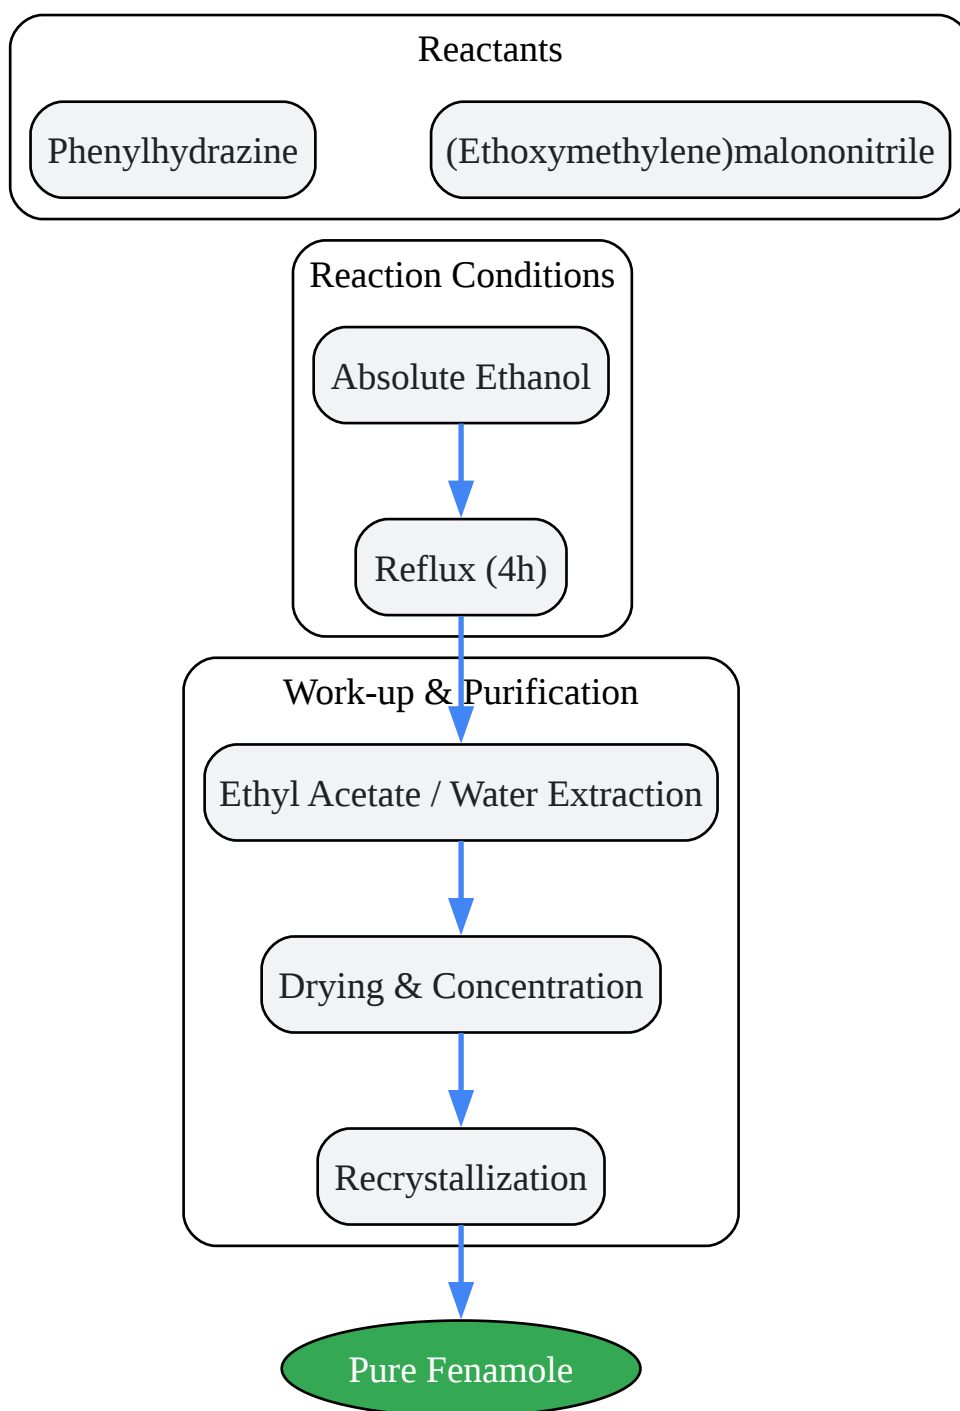 Reactants
Phenylhydrazine
(Ethoxymethylene)malononitrile
Reaction Conditions
Absolute Ethanol
Reflux (4h)
Work-up & Purification
Ethyl Acetate / Water Extraction
Drying & Concentration
Recrystallization
Pure Fenamole